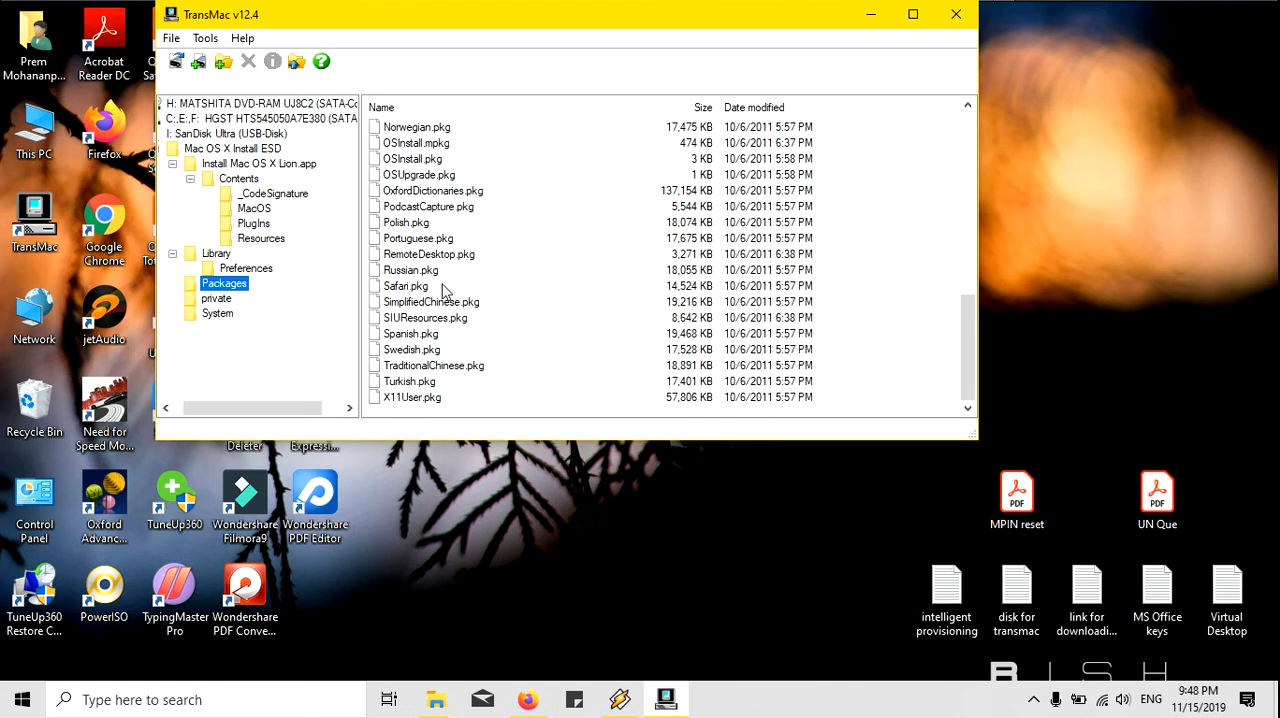 TransMac v12.4
File Tools Help
H: MATSHITA DVD-RAM UJ8C2 (SATA-Co
C:,E:,F: HGST HTS545050A7E380 (SATA
I: SanDisk Ultra (USB-Disk)
Mac OS X Install ESD
Install Mac OS X Lion.app
Contents
_CodeSignature
MacOS
PlugIns
Resources
Library
Preferences
Packages
private
System
Name Size Date modified
Norwegian.pkg 17,475 KB 10/6/2011 5:57 PM
OSInstall.mpkg 474 KB 10/6/2011 6:37 PM
OSInstall.pkg 3 KB 10/6/2011 5:58 PM
OSUpgrade.pkg 1 KB 10/6/2011 5:58 PM
OxfordDictionaries.pkg 137,154 KB 10/6/2011 5:57 PM
PodcastCapture.pkg 5,544 KB 10/6/2011 5:57 PM
Polish.pkg 18,074 KB 10/6/2011 5:57 PM
Portuguese.pkg 17,675 KB 10/6/2011 5:57 PM
RemoteDesktop.pkg 3,271 KB 10/6/2011 6:38 PM
Russian.pkg 18,055 KB 10/6/2011 5:57 PM
Safari.pkg 14,524 KB 10/6/2011 5:57 PM
SimplifiedChinese.pkg 19,216 KB 10/6/2011 5:57 PM
SIUResources.pkg 8,642 KB 10/6/2011 6:38 PM
Spanish.pkg 19,468 KB 10/6/2011 5:57 PM
Swedish.pkg 17,528 KB 10/6/2011 5:57 PM
TraditionalChinese.pkg 18,891 KB 10/6/2011 5:57 PM
Turkish.pkg 17,401 KB 10/6/2011 5:57 PM
X11User.pkg 57,806 KB 10/6/2011 5:57 PM
Prem
Mohananp...
Acrobat
Reader DC
This PC
Firefox
TransMac
Google
Chrome
Network
jetAudio
Recycle Bin
Need for
Speed Mo...
Deleter
Expressi...
Control
Panel
Oxford
Advanc...
TuneUp360
Wondershare
Filmora9
Wondershare
PDF Editor
TuneUp360
Restore C...
PowerISO
TypingMaster
Pro
Wondershare
PDF Conve...
PDF
MPIN reset
PDF
UN Que
intelligent
provisioning
disk for
transmac
link for
downloadi...
MS Office
keys
Virtual
Desktop
Type here to search
ENG
9:48 PM
11/15/2019